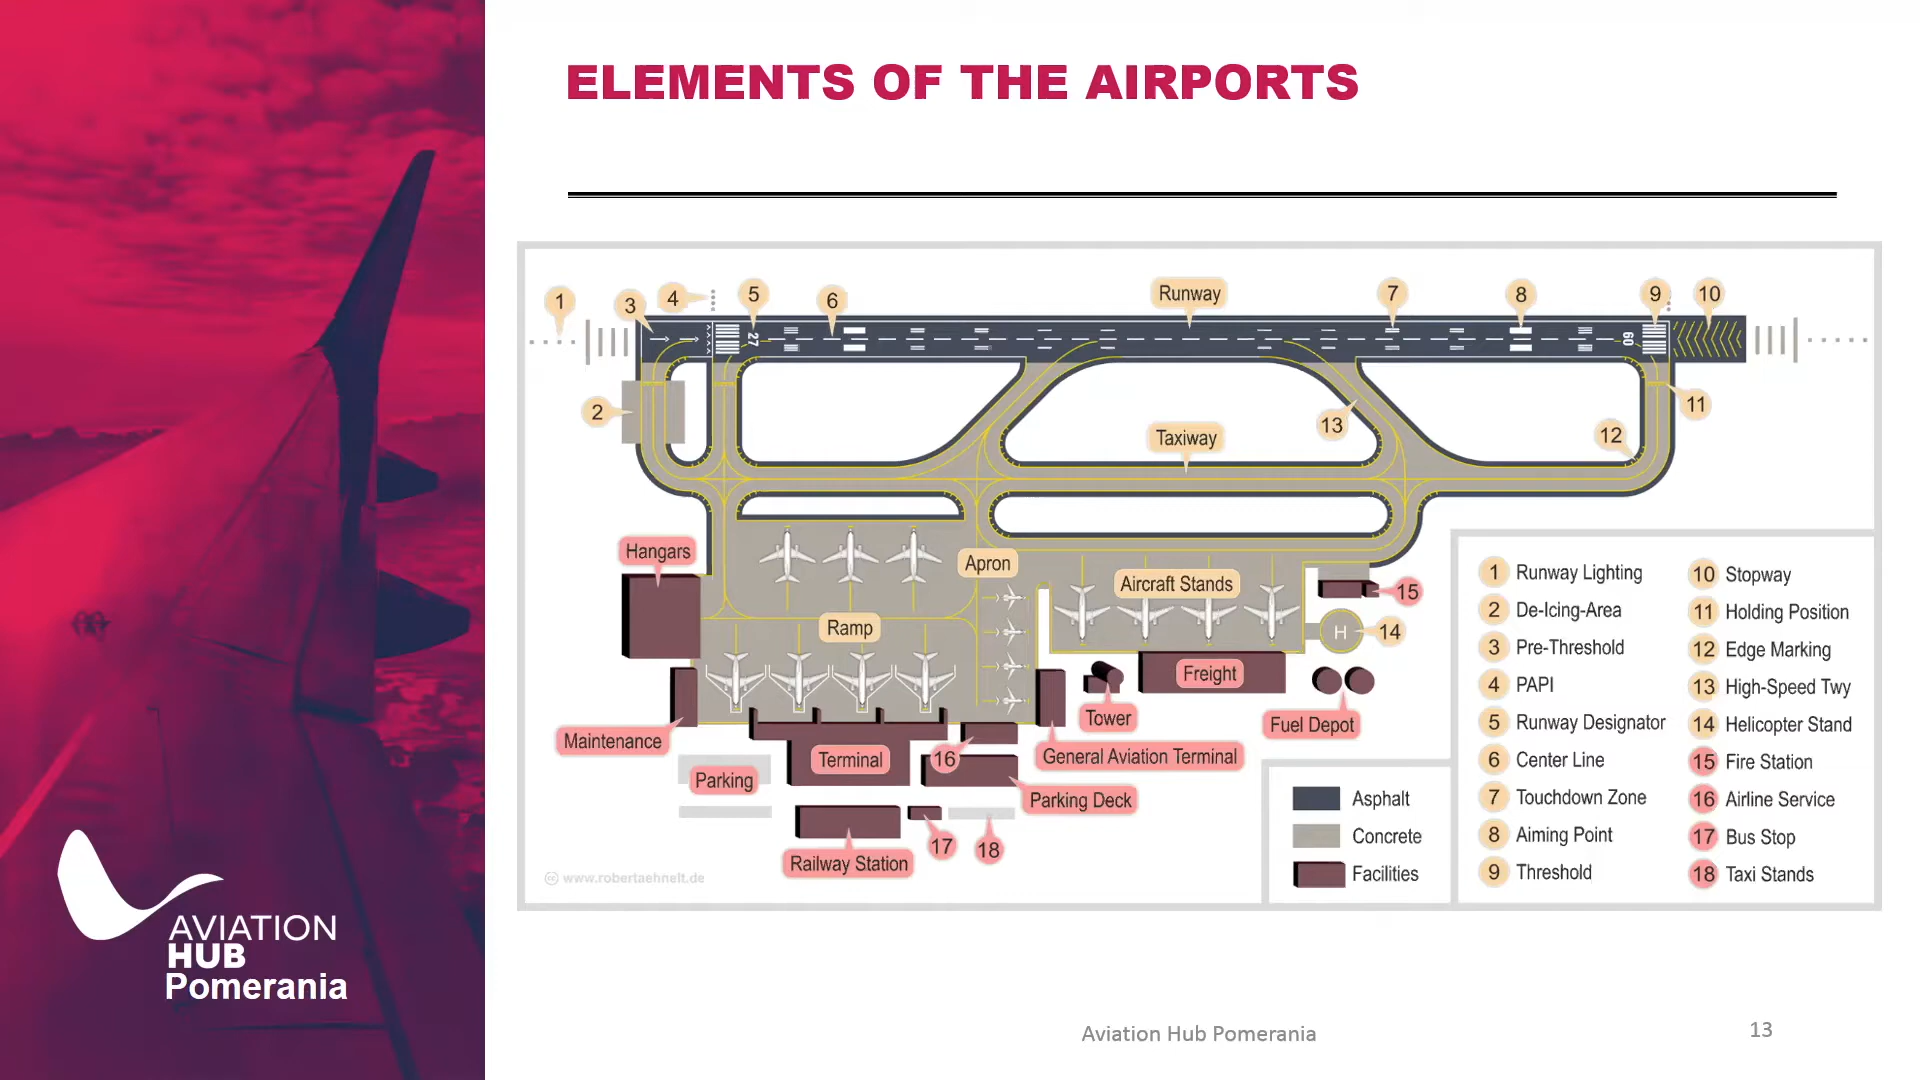 ELEMENTS OF THE AIRPORTS
1
3
4
5
6
Runway
7
8
9
10
27
09
2
13
11
12
Taxiway
Hangars
Apron
Aircraft Stands
15
Ramp
H
14
Freight
Tower
Fuel Depot
Maintenance
Terminal
16
General Aviation Terminal
Parking
Parking Deck
Railway Station
17
18
cc www.robertaehnelt.de
Asphalt
Concrete
Facilities
1 Runway Lighting
2 De-Icing-Area
3 Pre-Threshold
4 PAPI
5 Runway Designator
6 Center Line
7 Touchdown Zone
8 Aiming Point
9 Threshold
10 Stopway
11 Holding Position
12 Edge Marking
13 High-Speed Twy
14 Helicopter Stand
15 Fire Station
16 Airline Service
17 Bus Stop
18 Taxi Stands
AVIATION
HUB
Pomerania
Aviation Hub Pomerania
13